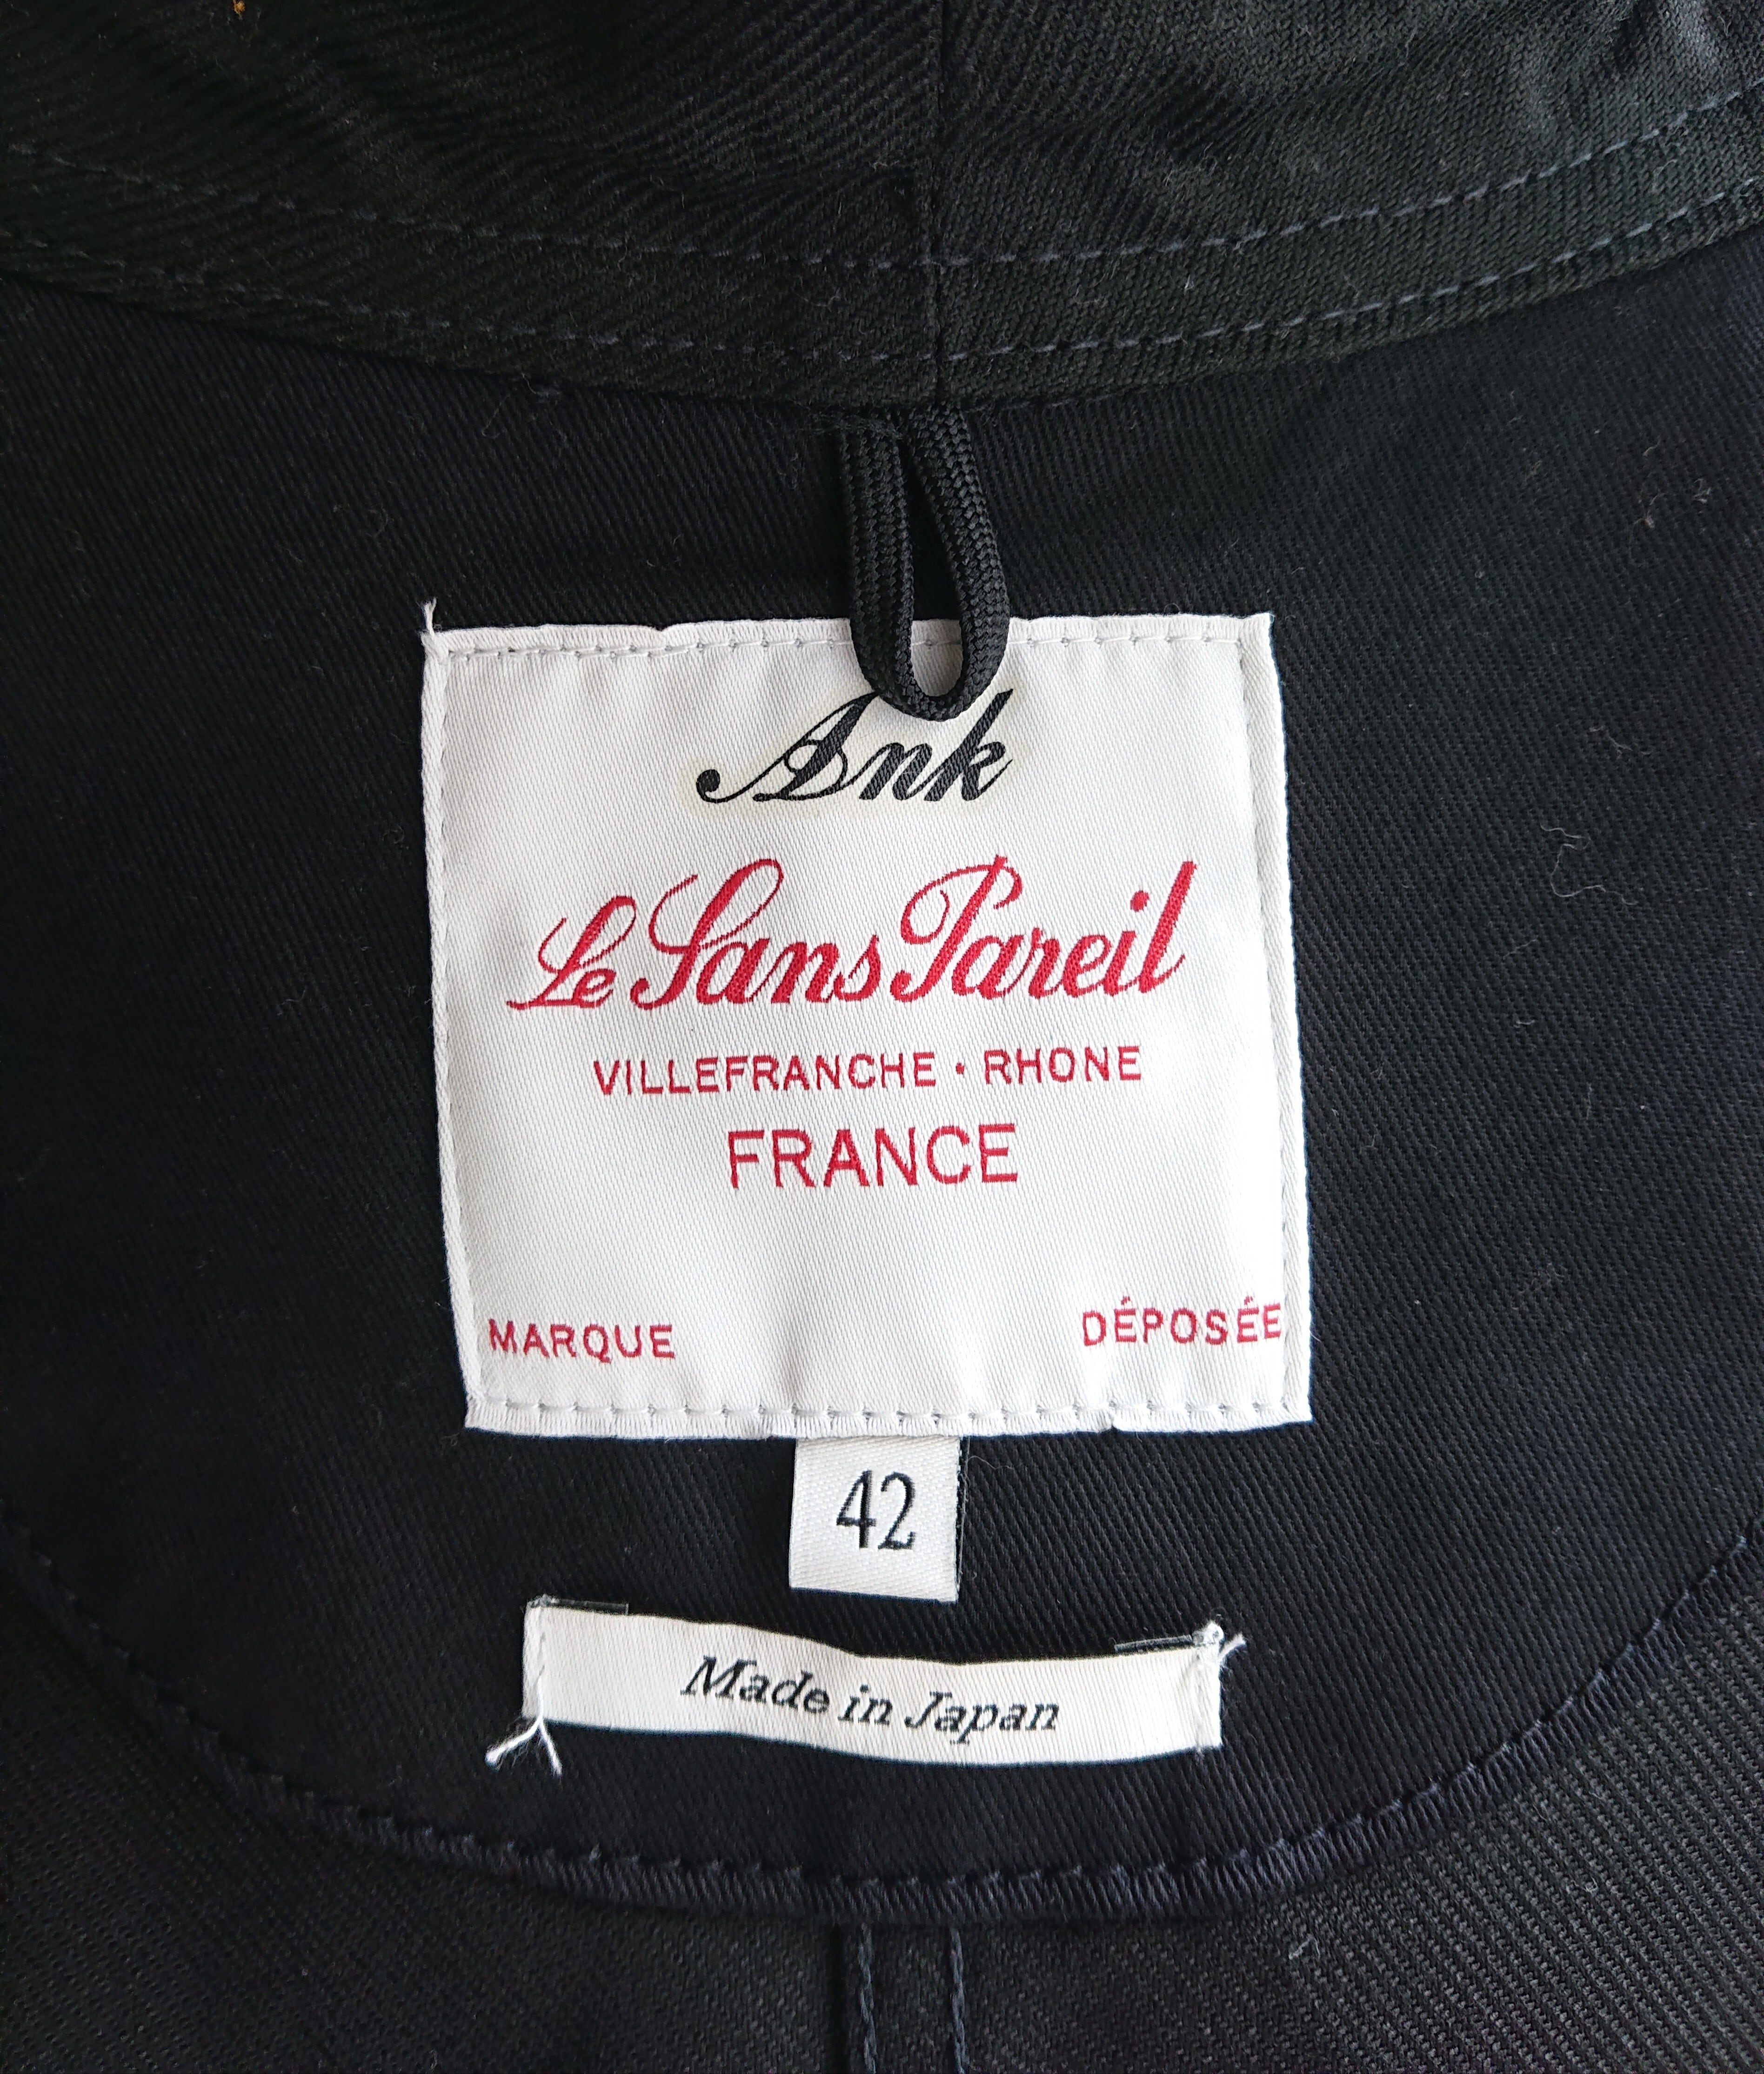 Ank
Le Sans Pareil
VILLEFRANCHE · RHONE
FRANCE
MARQUE DÉPOSÉE
42
Made in Japan